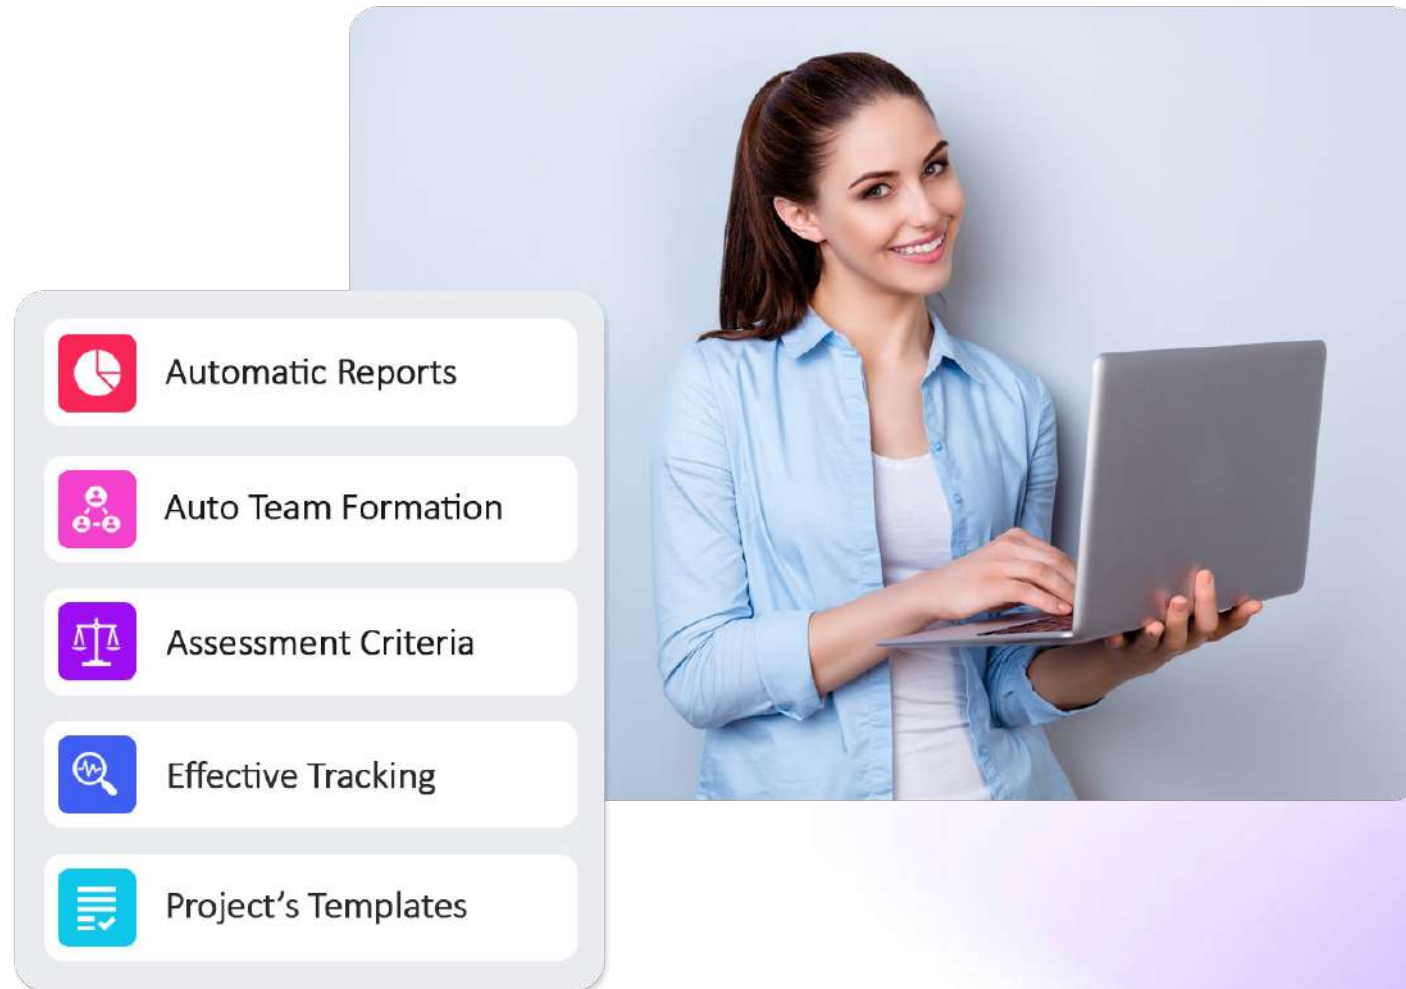 Automatic Reports
Auto Team Formation
Assessment Criteria
Effective Tracking
Project’s Templates